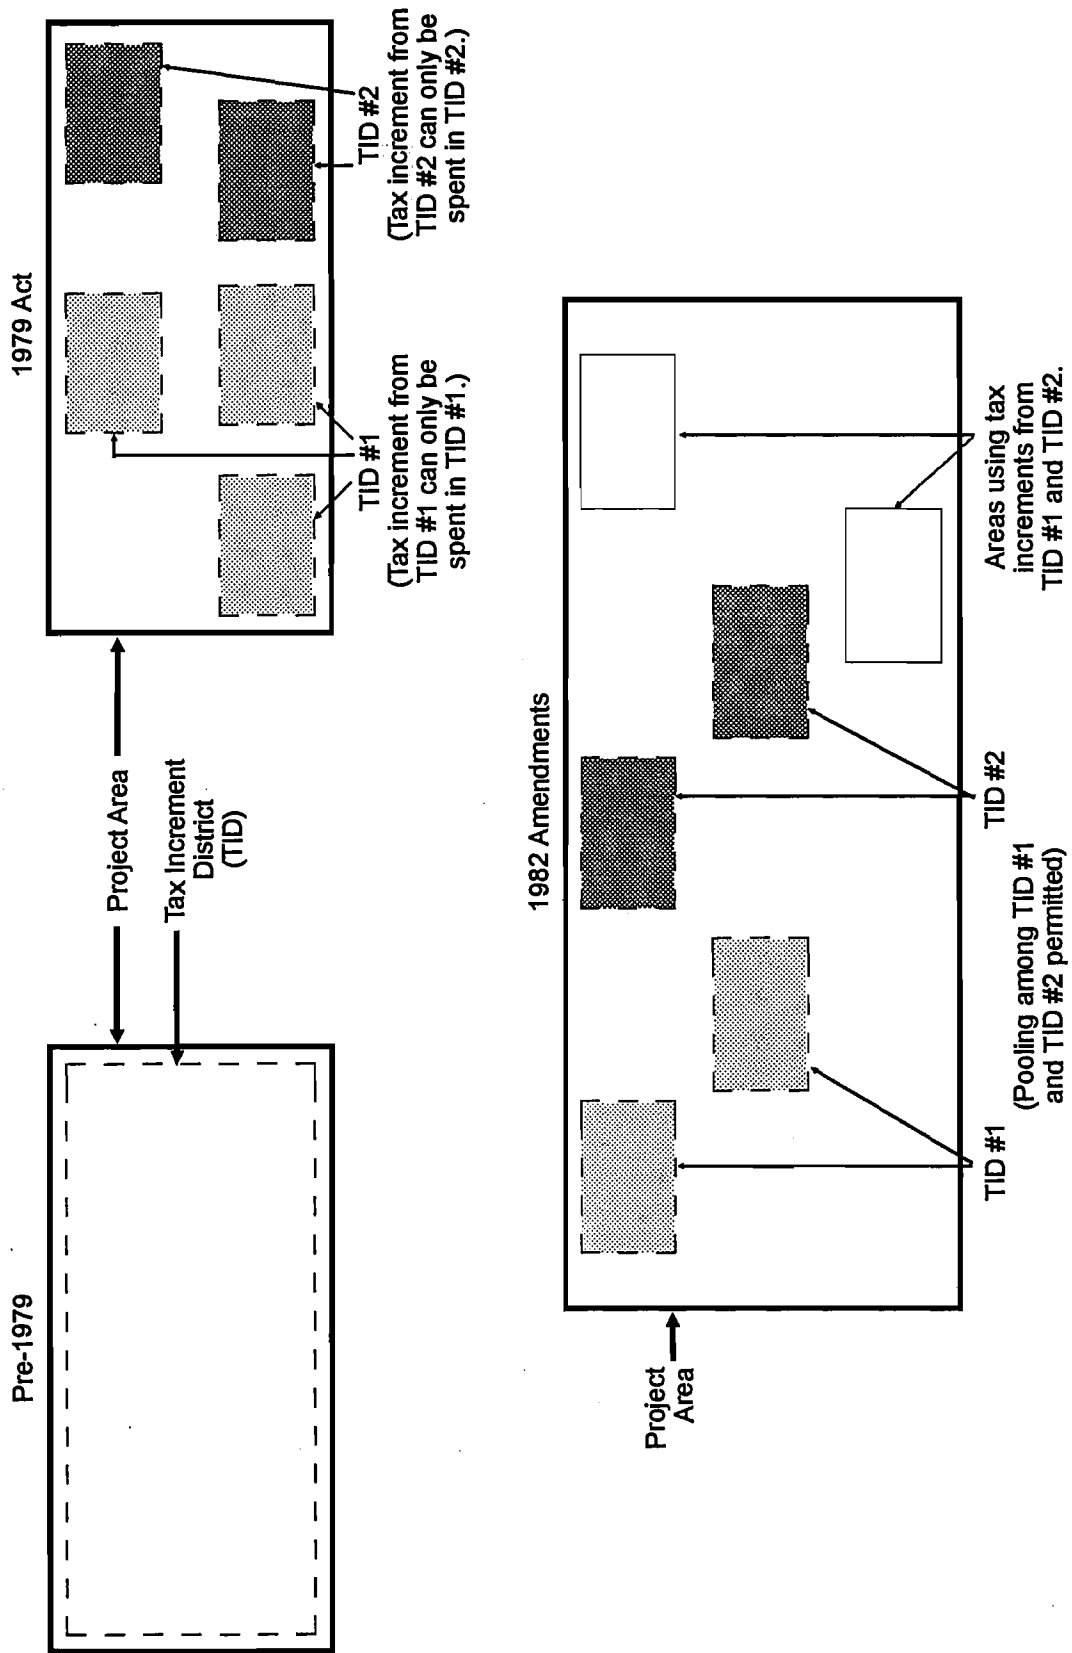 Pre-1979
Project Area
Tax Increment
District
(TID)
1979 Act
TID #1
(Tax increment from
TID #1 can only be
spent in TID #1.)
TID #2
(Tax increment from
TID #2 can only be
spent in TID #2.)
1982 Amendments
Project
Area
TID #1
(Pooling among TID #1
and TID #2 permitted)
TID #2
Areas using tax
increments from
TID #1 and TID #2.